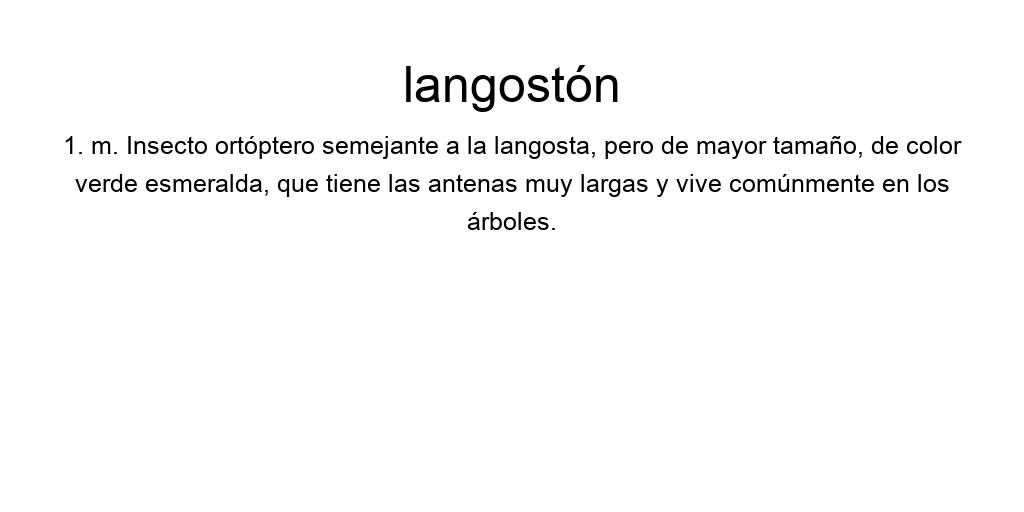 langostón
1. m. Insecto ortóptero semejante a la langosta, pero de mayor tamaño, de color
verde esmeralda, que tiene las antenas muy largas y vive comúnmente en los
árboles.